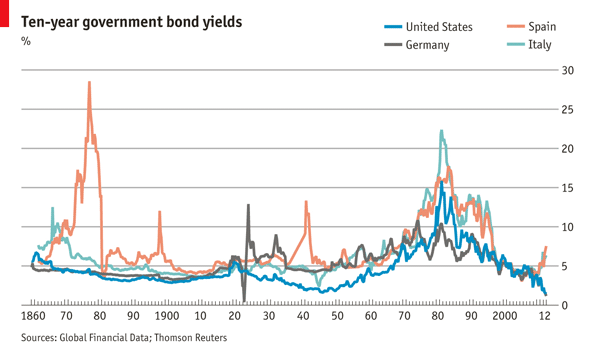 Ten-year government bond yields
%
United States
Spain
Germany
Italy
30
25
20
15
10
5
0
1860 70 80 90 1900 10 20 30 40 50 60 70 80 90 2000 12
Sources: Global Financial Data; Thomson Reuters